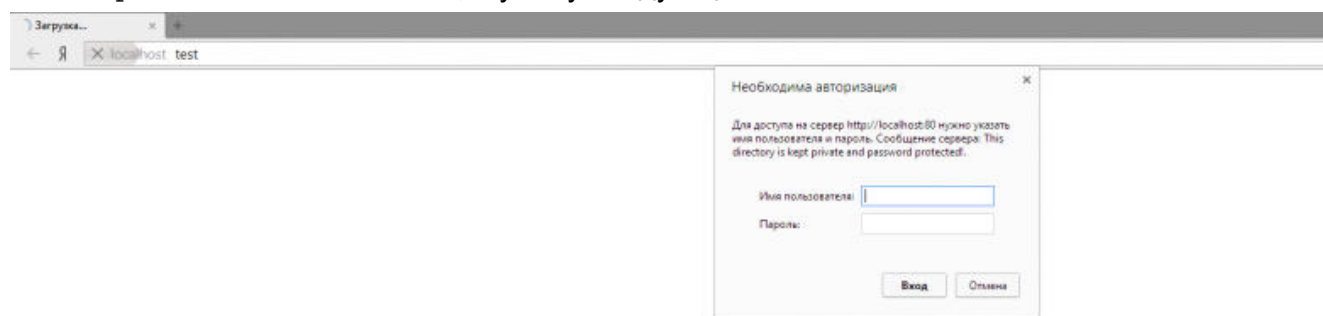 Загрузка...
Я localhost test
Необходима авторизация
Для доступа на сервер http://localhost:80 нужно указать
имя пользователя и пароль. Сообщение сервера: This
directory is kept private and password protected!.
Имя пользователя:
Пароль:
Вход Отмена